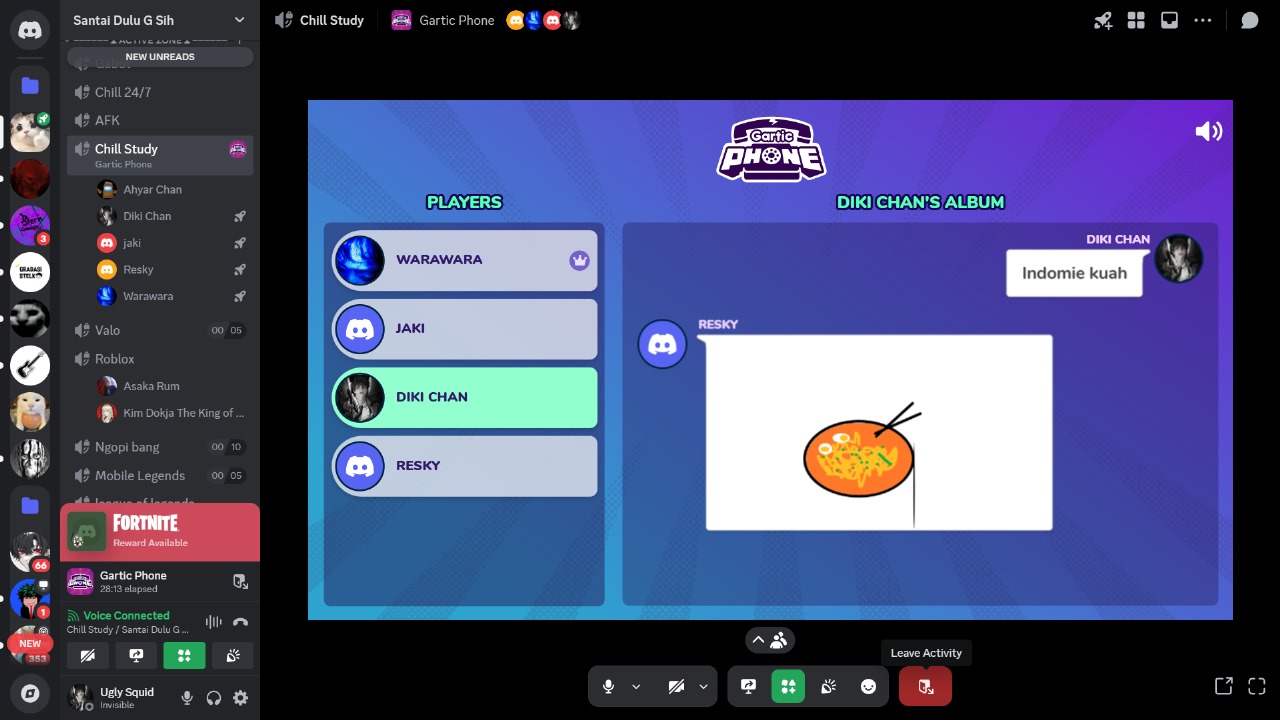 Santai Dulu G Sih
ACTIVE ZONE
NEW UNREADS
Chill 24/7
AFK
Chill Study
Gartic Phone
Ahyar Chan
Diki Chan
jaki
Resky
Warawara
Valo
00 05
Roblox
Asaka Rum
Kim Dokja The King of ...
Ngopi bang
00 10
Mobile Legends
00 05
league of legends
FORTNITE
Reward Available
Gartic Phone
28:13 elapsed
Voice Connected
Chill Study / Santai Dulu G ...
Ugly Squid
Invisible
3
66
1
NEW
353
Chill Study
Gartic Phone
Gartic
PHONE
PLAYERS
WARAWARA
JAKI
DIKI CHAN
RESKY
DIKI CHAN'S ALBUM
DIKI CHAN
Indomie kuah
RESKY
Leave Activity